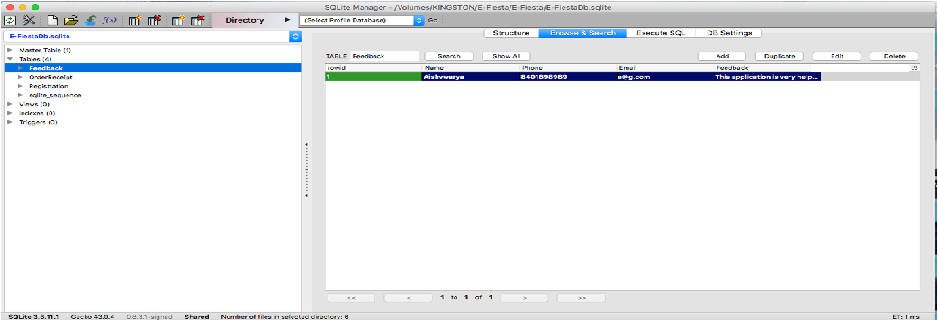 SQLite Manager - /Volumes/KINGSTON/E-Fiesta/E-Fiesta/E-FiestaDb.sqlite
f(x) Directory (Select Profile Database) Go
E-FiestaDb.sqlite
Structure Browse & Search Execute SQL DB Settings
Master Table (1)
Tables (4)
Feedback
OrderReceipt
Registration
sqlite_sequence
Views (0)
Indexes (0)
Triggers (0)
TABLE Feedback Search Show All Add Duplicate Edit Delete
rowid Name Phone Email Feedback
1 Aishwwarya 8401898989 e@g.com This application is very help...
<< < 1 to 1 of 1 > >>
SQLite 3.8.11.1 Gecko 43.0.4 0.8.3.1-signed Shared Number of files in selected directory: 6 ET: 1 ms